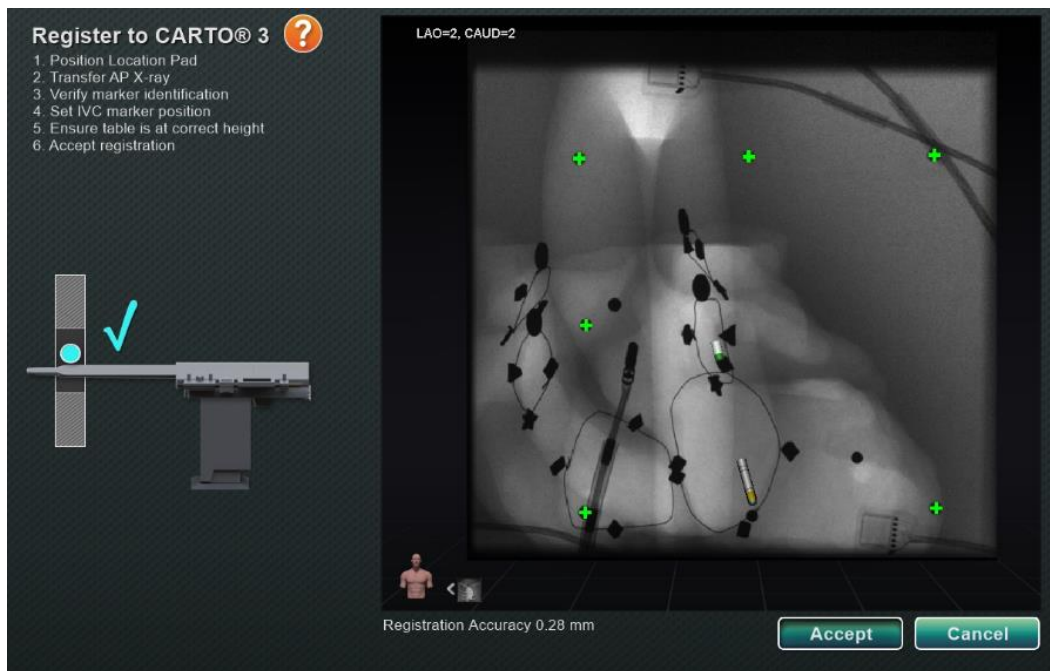 Register to CARTO® 3 ?
1. Position Location Pad
2. Transfer AP X-ray
3. Verify marker identification
4. Set IVC marker position
5. Ensure table is at correct height
6. Accept registration
LAO=2, CAUD=2
Registration Accuracy 0.28 mm
Accept
Cancel